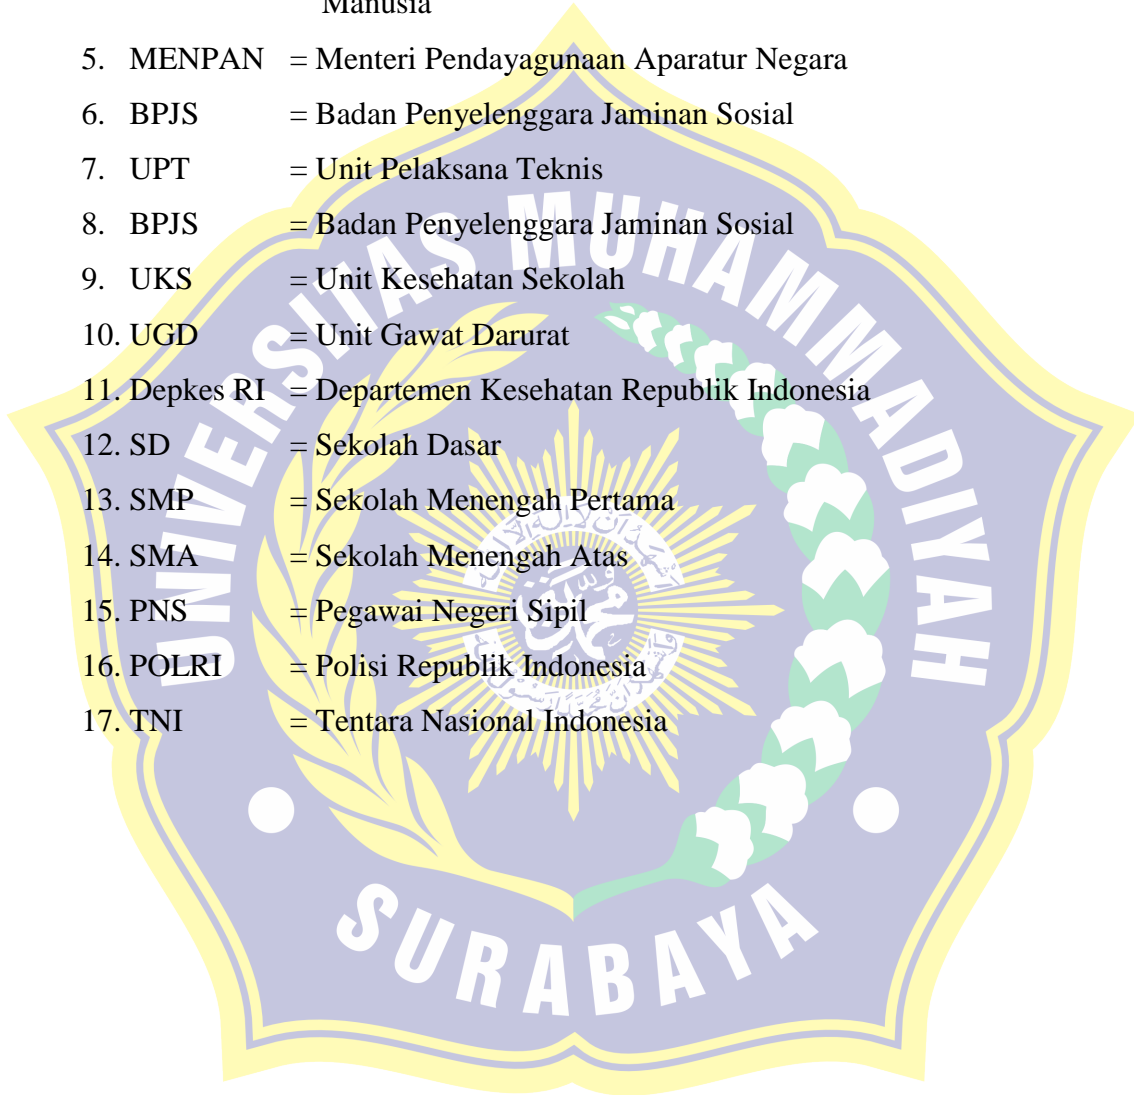 Manusia
5. MENPAN = Menteri Pendayagunaan Aparatur Negara
6. BPJS = Badan Penyelenggara Jaminan Sosial
7. UPT = Unit Pelaksana Teknis
8. BPJS = Badan Penyelenggara Jaminan Sosial
9. UKS = Unit Kesehatan Sekolah
10. UGD = Unit Gawat Darurat
11. Depkes RI = Departemen Kesehatan Republik Indonesia
12. SD = Sekolah Dasar
13. SMP = Sekolah Menengah Pertama
14. SMA = Sekolah Menengah Atas
15. PNS = Pegawai Negeri Sipil
16. POLRI = Polisi Republik Indonesia
17. TNI = Tentara Nasional Indonesia
UNIVERSITAS MUHAMMADIYAH
SURABAYA